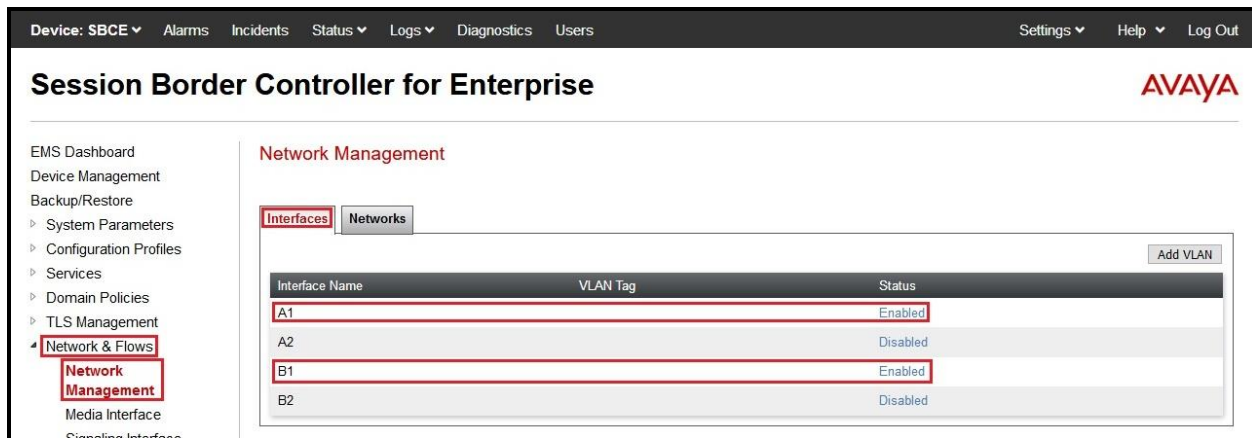 Device: SBCE Alarms Incidents Status Logs Diagnostics Users Settings Help Log Out
Session Border Controller for Enterprise
AVAYA
EMS Dashboard
Device Management
Backup/Restore
System Parameters
Configuration Profiles
Services
Domain Policies
TLS Management
Network & Flows
Network
Management
Media Interface
Signaling Interface
Network Management
Interfaces Networks
Add VLAN
Interface Name VLAN Tag Status
A1 Enabled
A2 Disabled
B1 Enabled
B2 Disabled